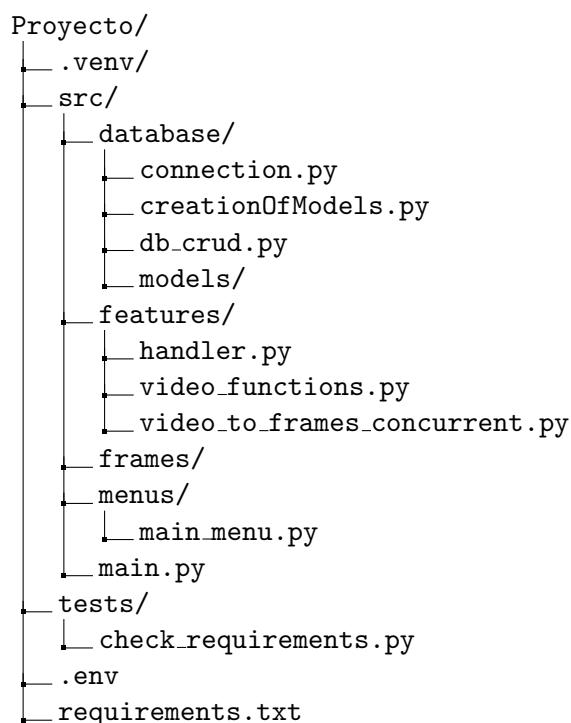 Proyecto/
.venv/
src/
database/
connection.py
creationOfModels.py
db_crud.py
models/
features/
handler.py
video_functions.py
video_to_frames_concurrent.py
frames/
menus/
main_menu.py
main.py
tests/
check_requirements.py
.env
requirements.txt